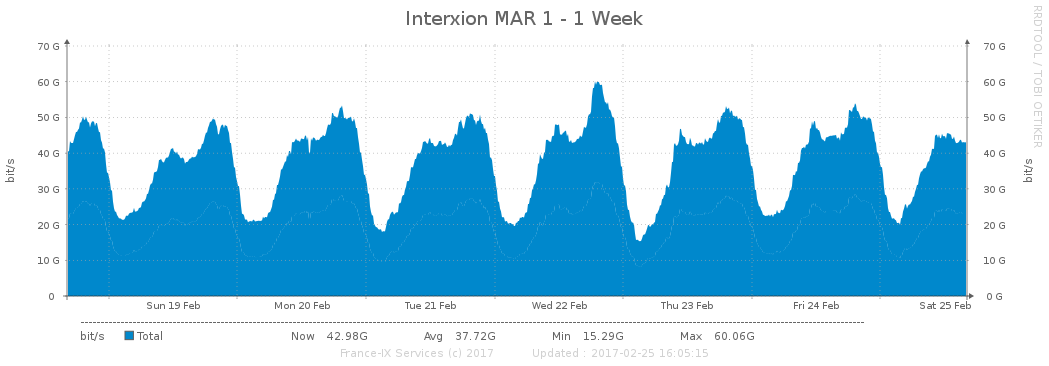 Interxion MAR 1 - 1 Week
RRDTOOL / TOBI OETIKER
bit/s
70 G 70 G
60 G 60 G
50 G 50 G
40 G 40 G
30 G 30 G
20 G 20 G
10 G 10 G
0 0 G
bit/s
Sun 19 Feb Mon 20 Feb Tue 21 Feb Wed 22 Feb Thu 23 Feb Fri 24 Feb Sat 25 Feb
bit/s Total Now 42.98G Avg 37.72G Min 15.29G Max 60.06G
France-IX Services (c) 2017 Updated : 2017-02-25 16:05:15